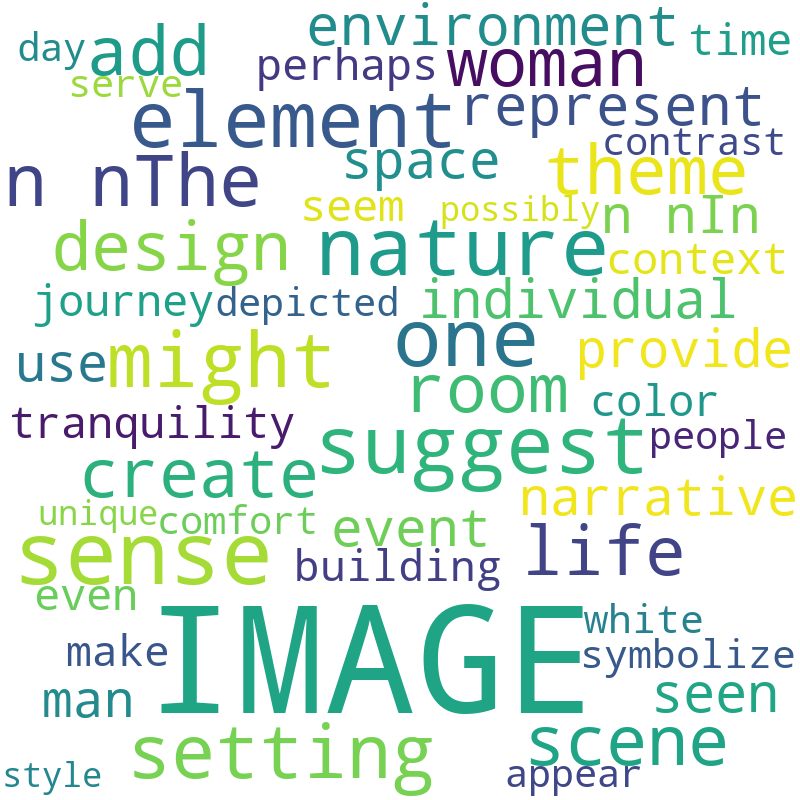 environment
day
add
time
perhaps
woman
serve
element
represent
contrast
n nThe
space
theme
seem
possibly
n nIn
design
nature
context
journey
depicted
individual
one
might
use
provide
room
color
tranquility
suggest
people
create
narrative
unique
comfort
event
sense
building
life
even
IMAGE
white
make
symbolize
man
seen
setting
scene
style
appear